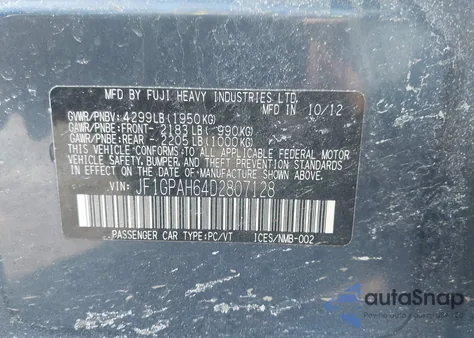 MFD BY FUJI HEAVY INDUSTRIES LTD.
MFD IN 10/12
GVWR/PNBV: 4299LB(1950KG)
GAWR/PNBE: FRONT- 2183LB( 990KG)
GAWR/PNBE: REAR - 2205LB(1000KG)
THIS VEHICLE CONFORMS TO ALL APPLICABLE FEDERAL MOTOR
VEHICLE SAFETY, BUMPER, AND THEFT PREVENTION STANDARDS
IN EFFECT ON THE DATE OF MANUFACTURE SHOWN ABOVE.
VIN: JF1GPAH64D2807128
PASSENGER CAR TYPE:PC/VT ICES/NMB-002
autoSnap